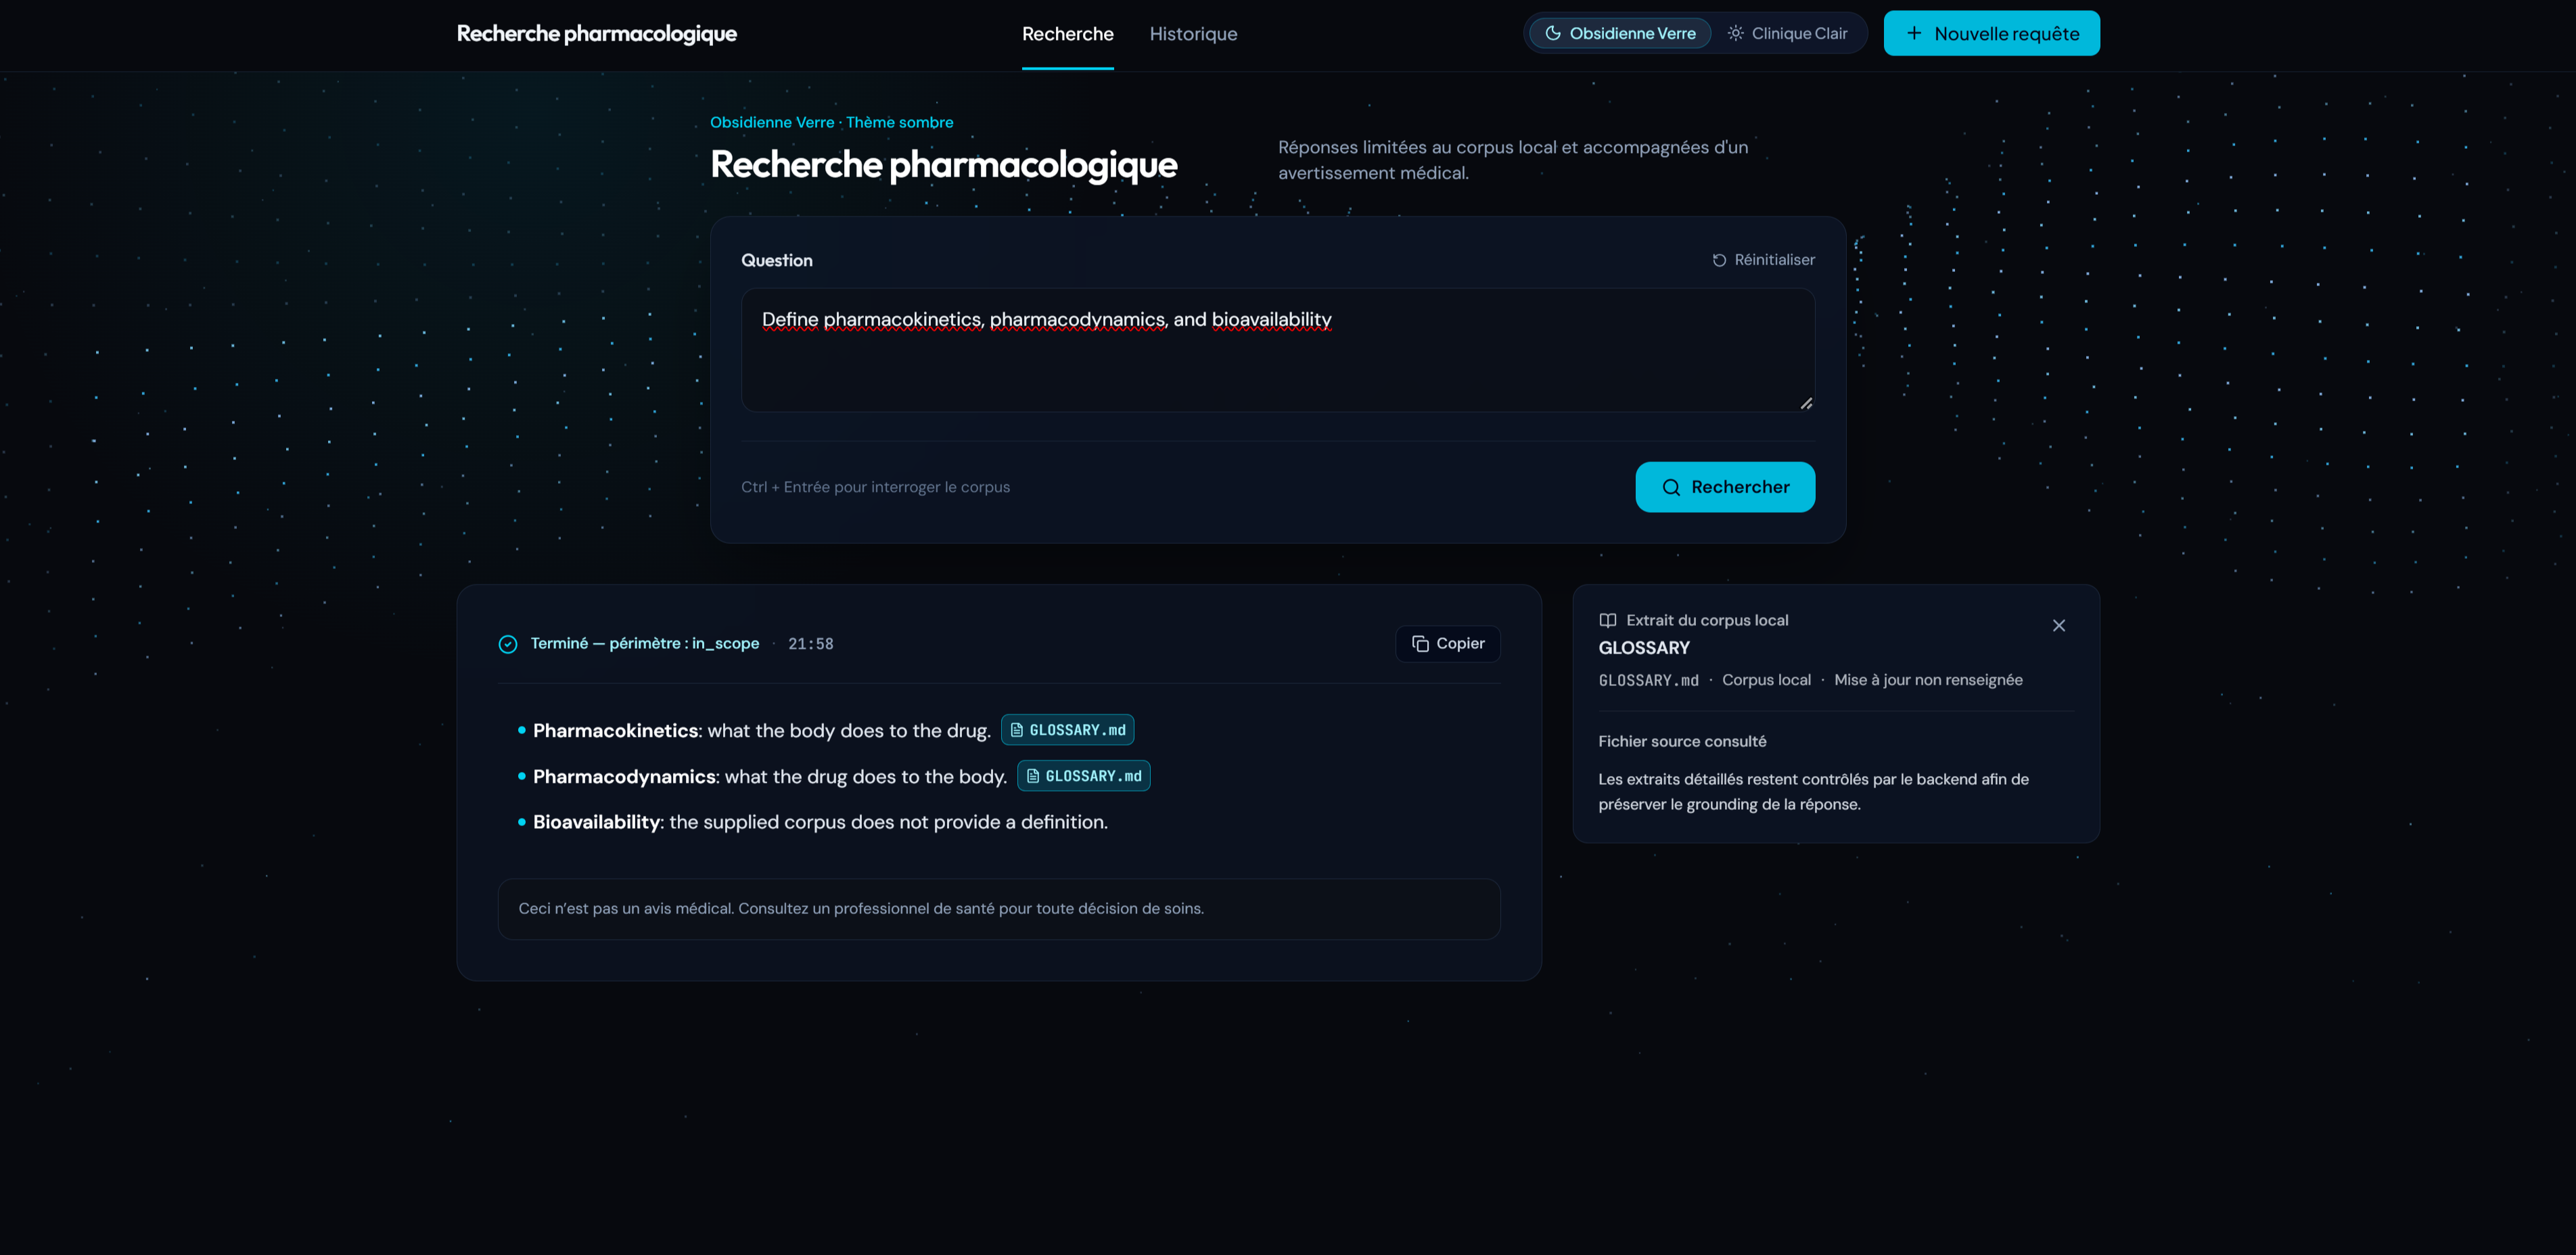 Recherche pharmacologique
Recherche
Historique
Obsidienne Verre
Clinique Clair
Nouvelle requête
Obsidienne Verre · Thème sombre
Recherche pharmacologique
Réponses limitées au corpus local et accompagnées d'un
avertissement médical.
Question
Réinitialiser
Define pharmacokinetics, pharmacodynamics, and bioavailability
Ctrl + Entrée pour interroger le corpus
Rechercher
Terminé — périmètre : in_scope · 21:58
Copier
Pharmacokinetics: what the body does to the drug. GLOSSARY.md
Pharmacodynamics: what the drug does to the body. GLOSSARY.md
Bioavailability: the supplied corpus does not provide a definition.
Ceci n’est pas un avis médical. Consultez un professionnel de santé pour toute décision de soins.
Extrait du corpus local
GLOSSARY
GLOSSARY.md · Corpus local · Mise à jour non renseignée
Fichier source consulté
Les extraits détaillés restent contrôlés par le backend afin de
préserver le grounding de la réponse.